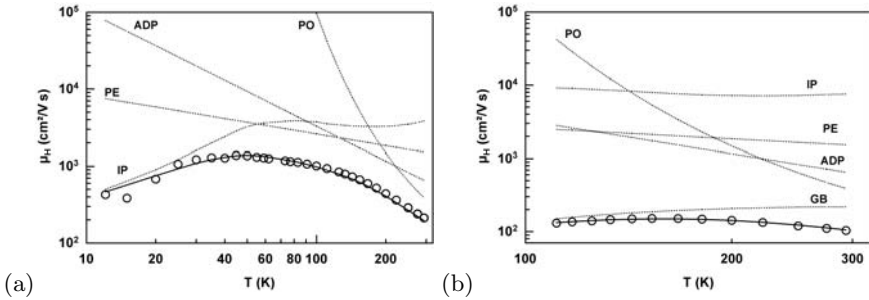 10⁵
10⁴
10³
10²
μH (cm²/V s)
ADP
PO
PE
IP
10
20
40
60
80
100
200
T (K)
(a)
10⁵
10⁴
10³
10²
μH (cm²/V s)
PO
IP
PE
ADP
GB
100
200
300
T (K)
(b)